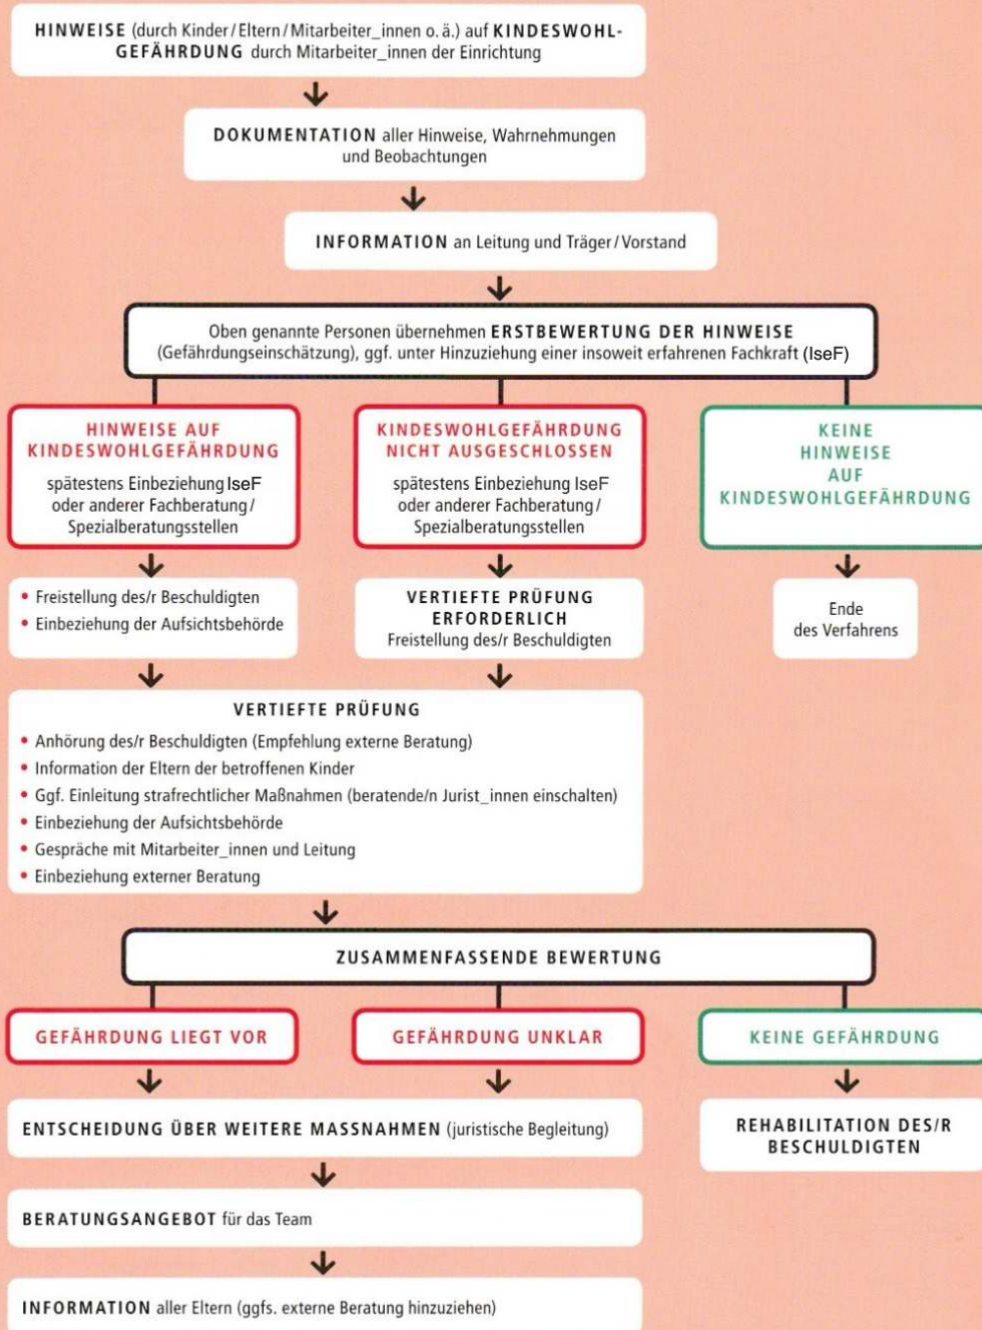 HINWEISE (durch Kinder/Eltern/Mitarbeiter_innen o. ä.) auf KINDESWOHL-
GEFÄHRDUNG durch Mitarbeiter_innen der Einrichtung
DOKUMENTATION aller Hinweise, Wahrnehmungen
und Beobachtungen
INFORMATION an Leitung und Träger/Vorstand
Oben genannte Personen übernehmen ERSTBEWERTUNG DER HINWEISE
(Gefährdungseinschätzung), ggf. unter Hinzuziehung einer insoweit erfahrenen Fachkraft (IseF)
HINWEISE AUF
KINDESWOHLGEFÄHRDUNG
spätestens Einbeziehung IseF
oder anderer Fachberatung/
Spezialberatungsstellen
KINDESWOHLGEFÄHRDUNG
NICHT AUSGESCHLOSSEN
spätestens Einbeziehung IseF
oder anderer Fachberatung/
Spezialberatungsstellen
KEINE
HINWEISE
AUF
KINDESWOHLGEFÄHRDUNG
• Freistellung des/r Beschuldigten
• Einbeziehung der Aufsichtsbehörde
VERTIEFTE PRÜFUNG
ERFORDERLICH
Freistellung des/r Beschuldigten
Ende
des Verfahrens
VERTIEFTE PRÜFUNG
• Anhörung des/r Beschuldigten (Empfehlung externe Beratung)
• Information der Eltern der betroffenen Kinder
• Ggf. Einleitung strafrechtlicher Maßnahmen (beratende/n Jurist_innen einschalten)
• Einbeziehung der Aufsichtsbehörde
• Gespräche mit Mitarbeiter_innen und Leitung
• Einbeziehung externer Beratung
ZUSAMMENFASSENDE BEWERTUNG
GEFÄHRDUNG LIEGT VOR
GEFÄHRDUNG UNKLAR
KEINE GEFÄHRDUNG
ENTSCHEIDUNG ÜBER WEITERE MASSNAHMEN (juristische Begleitung)
REHABILITATION DES/R
BESCHULDIGTEN
BERATUNGSANGEBOT für das Team
INFORMATION aller Eltern (ggfs. externe Beratung hinzuziehen)